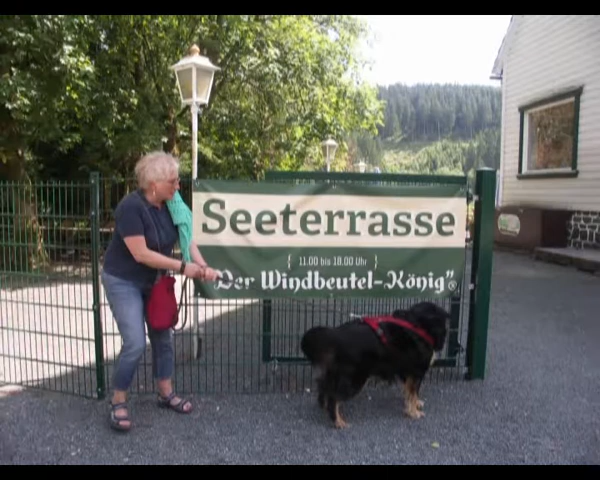 Seeterrasse
{ 11.00 bis 18.00 Uhr }
"Der Windbeutel-König"®